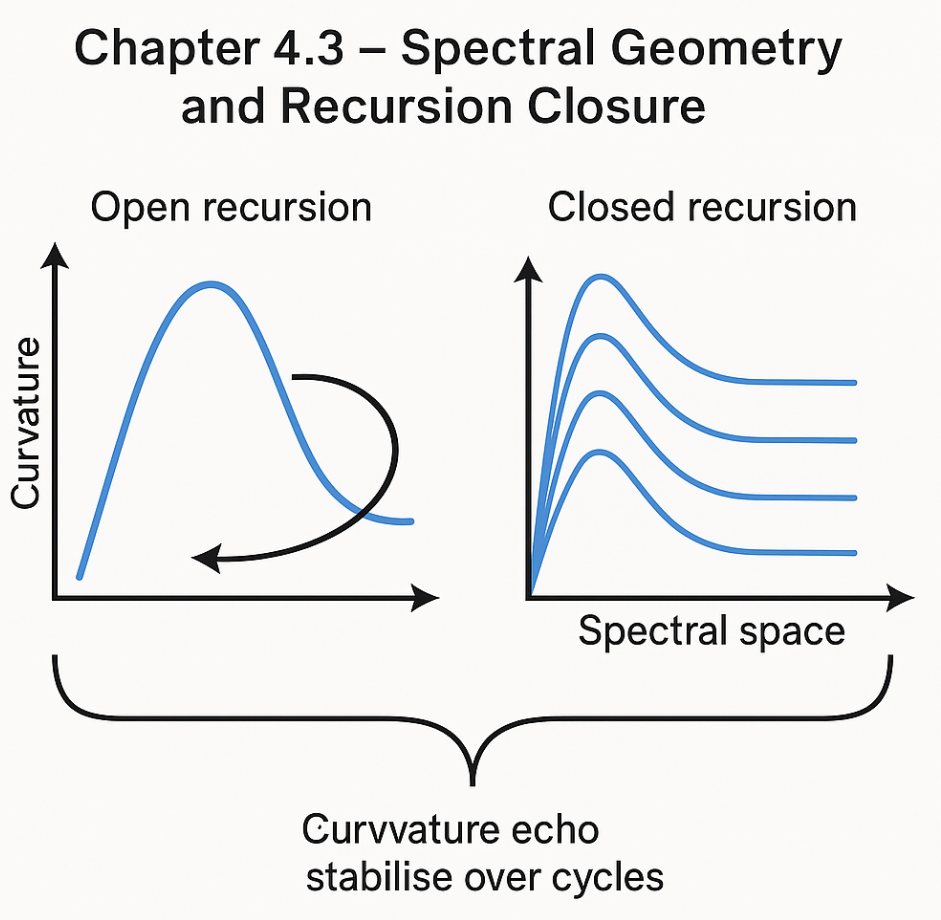 Chapter 4.3 – Spectral Geometry
and Recursion Closure
Open recursion
Closed recursion
Curvature
Spectral space
Curvvature echo
stabilise over cycles